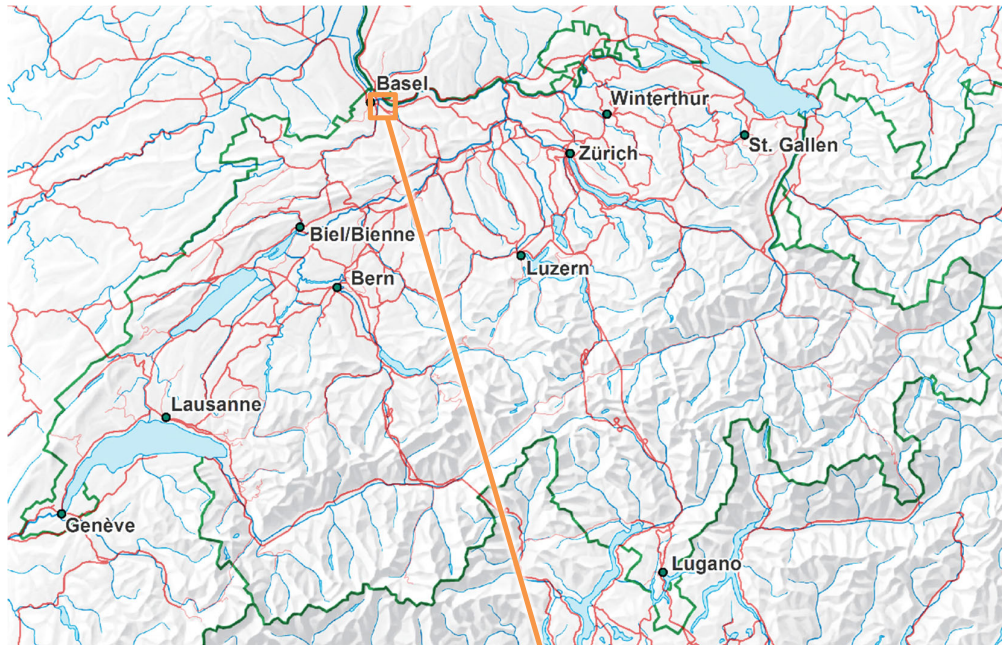 Basel
Winterthur
St. Gallen
Zürich
Biel/Bienne
Luzern
Bern
Lausanne
Genève
Lugano